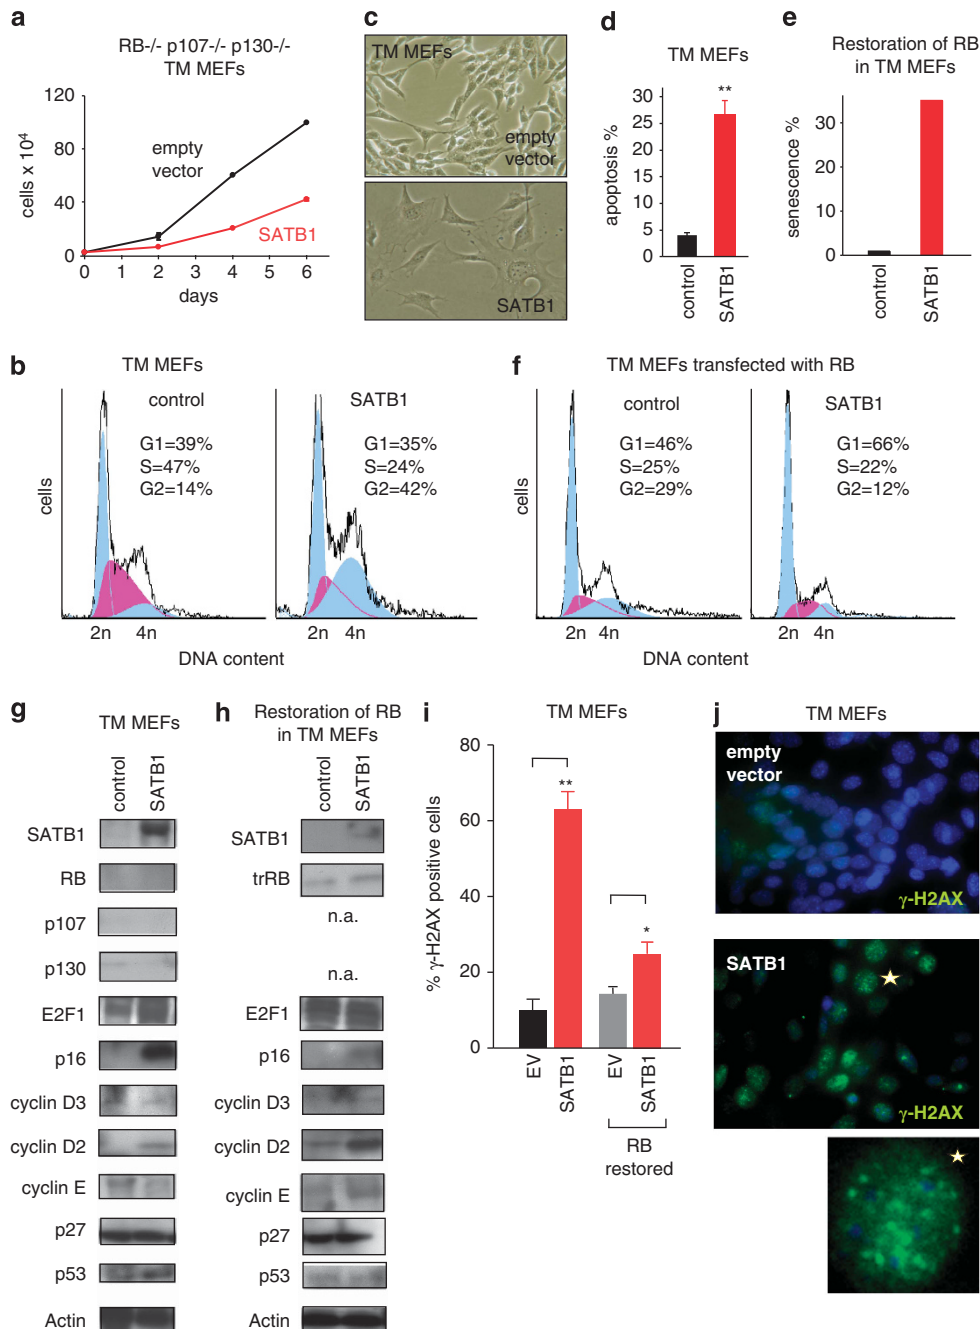 a
RB-/- p107-/- p130-/-
TM MEFs
120
80
40
0
cells x 10⁴
empty
vector
SATB1
0 1 2 3 4 5 6
days
c
TM MEFs
empty
vector
SATB1
d
TM MEFs
30
25
20
15
10
5
0
apoptosis %
**
control
SATB1
e
Restoration of RB
in TM MEFs
30
20
10
0
senescence %
control
SATB1
b
TM MEFs
cells
control
G1=39%
S=47%
G2=14%
SATB1
G1=35%
S=24%
G2=42%
2n 4n
2n 4n
DNA content
f
TM MEFs transfected with RB
cells
control
G1=46%
S=25%
G2=29%
SATB1
G1=66%
S=22%
G2=12%
2n 4n
2n 4n
DNA content
g
TM MEFs
control
SATB1
SATB1
RB
p107
p130
E2F1
p16
cyclin D3
cyclin D2
cyclin E
p27
p53
Actin
h
Restoration of RB
in TM MEFs
control
SATB1
SATB1
trRB
n.a.
n.a.
E2F1
p16
cyclin D3
cyclin D2
cyclin E
p27
p53
Actin
i
TM MEFs
80
60
40
20
0
% γ-H2AX positive cells
**
*
EV
SATB1
EV
SATB1
RB
restored
j
TM MEFs
empty
vector
γ-H2AX
SATB1
γ-H2AX